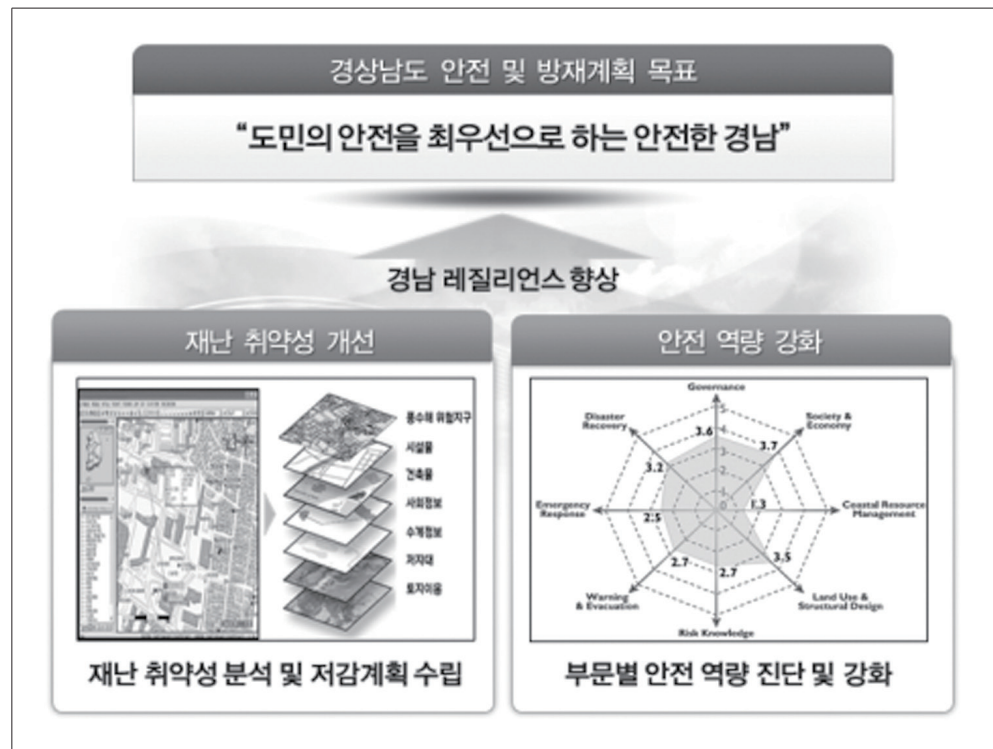 경상남도 안전 및 방재계획 목표
“도민의 안전을 최우선으로 하는 안전한 경남”
경남 레질리언스 향상
재난 취약성 개선
풍수해 위험지구
시설물
건축물
사회정보
수계정보
저지대
토지이용
재난 취약성 분석 및 저감계획 수립
안전 역량 강화
Governance
Society &
Economy
Coastal Resource
Management
Land Use &
Structural Design
Risk Knowledge
Warning
& Evacuation
Emergency
Response
Disaster
Recovery
5
4
3
2
1
0
3.6
3.7
1.3
3.5
2.7
2.7
2.5
3.2
부문별 안전 역량 진단 및 강화